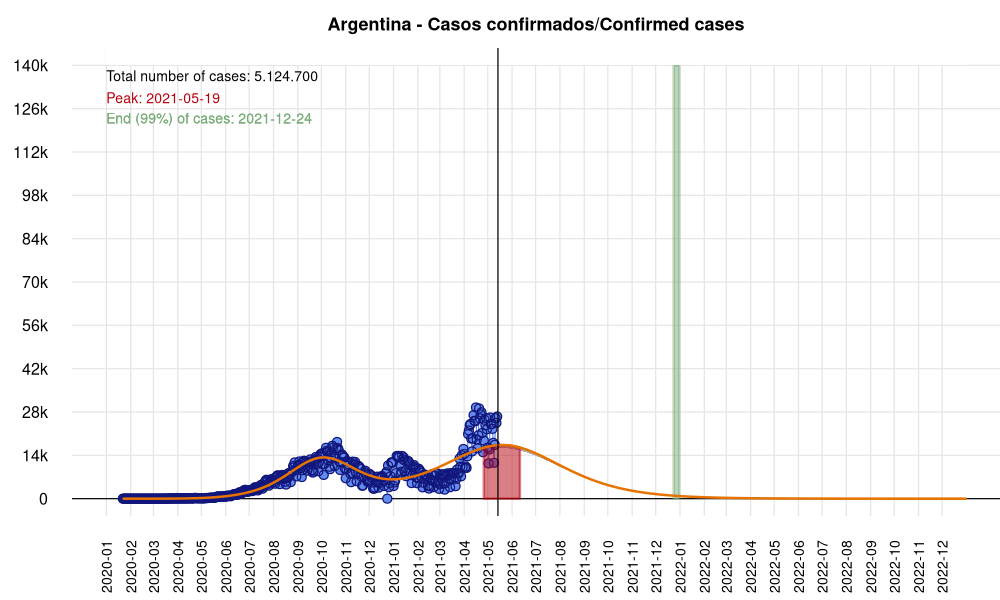 Argentina - Casos confirmados/Confirmed cases
Total number of cases: 5.124.700
Peak: 2021-05-19
End (99%) of cases: 2021-12-24
140k
126k
112k
98k
84k
70k
56k
42k
28k
14k
0
2020-01
2020-02
2020-03
2020-04
2020-05
2020-06
2020-07
2020-08
2020-09
2020-10
2020-11
2020-12
2021-01
2021-02
2021-03
2021-04
2021-05
2021-06
2021-07
2021-08
2021-09
2021-10
2021-11
2021-12
2022-01
2022-02
2022-03
2022-04
2022-05
2022-06
2022-07
2022-08
2022-09
2022-10
2022-11
2022-12